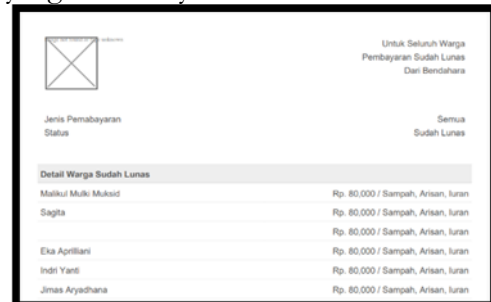 Untuk Seluruh Warga
Pembayaran Sudah Lunas
Dari Bendahara
Jenis Pemabayaran Semua
Status Sudah Lunas
Detail Warga Sudah Lunas
Malikul Mulki Muksid Rp. 80,000 / Sampah, Arisan, Iuran
Sagita Rp. 80,000 / Sampah, Arisan, Iuran
Rp. 80,000 / Sampah, Arisan, Iuran
Eka Aprilliani Rp. 80,000 / Sampah, Arisan, Iuran
Indri Yanti Rp. 80,000 / Sampah, Arisan, Iuran
Jimas Aryadhana Rp. 80,000 / Sampah, Arisan, Iuran